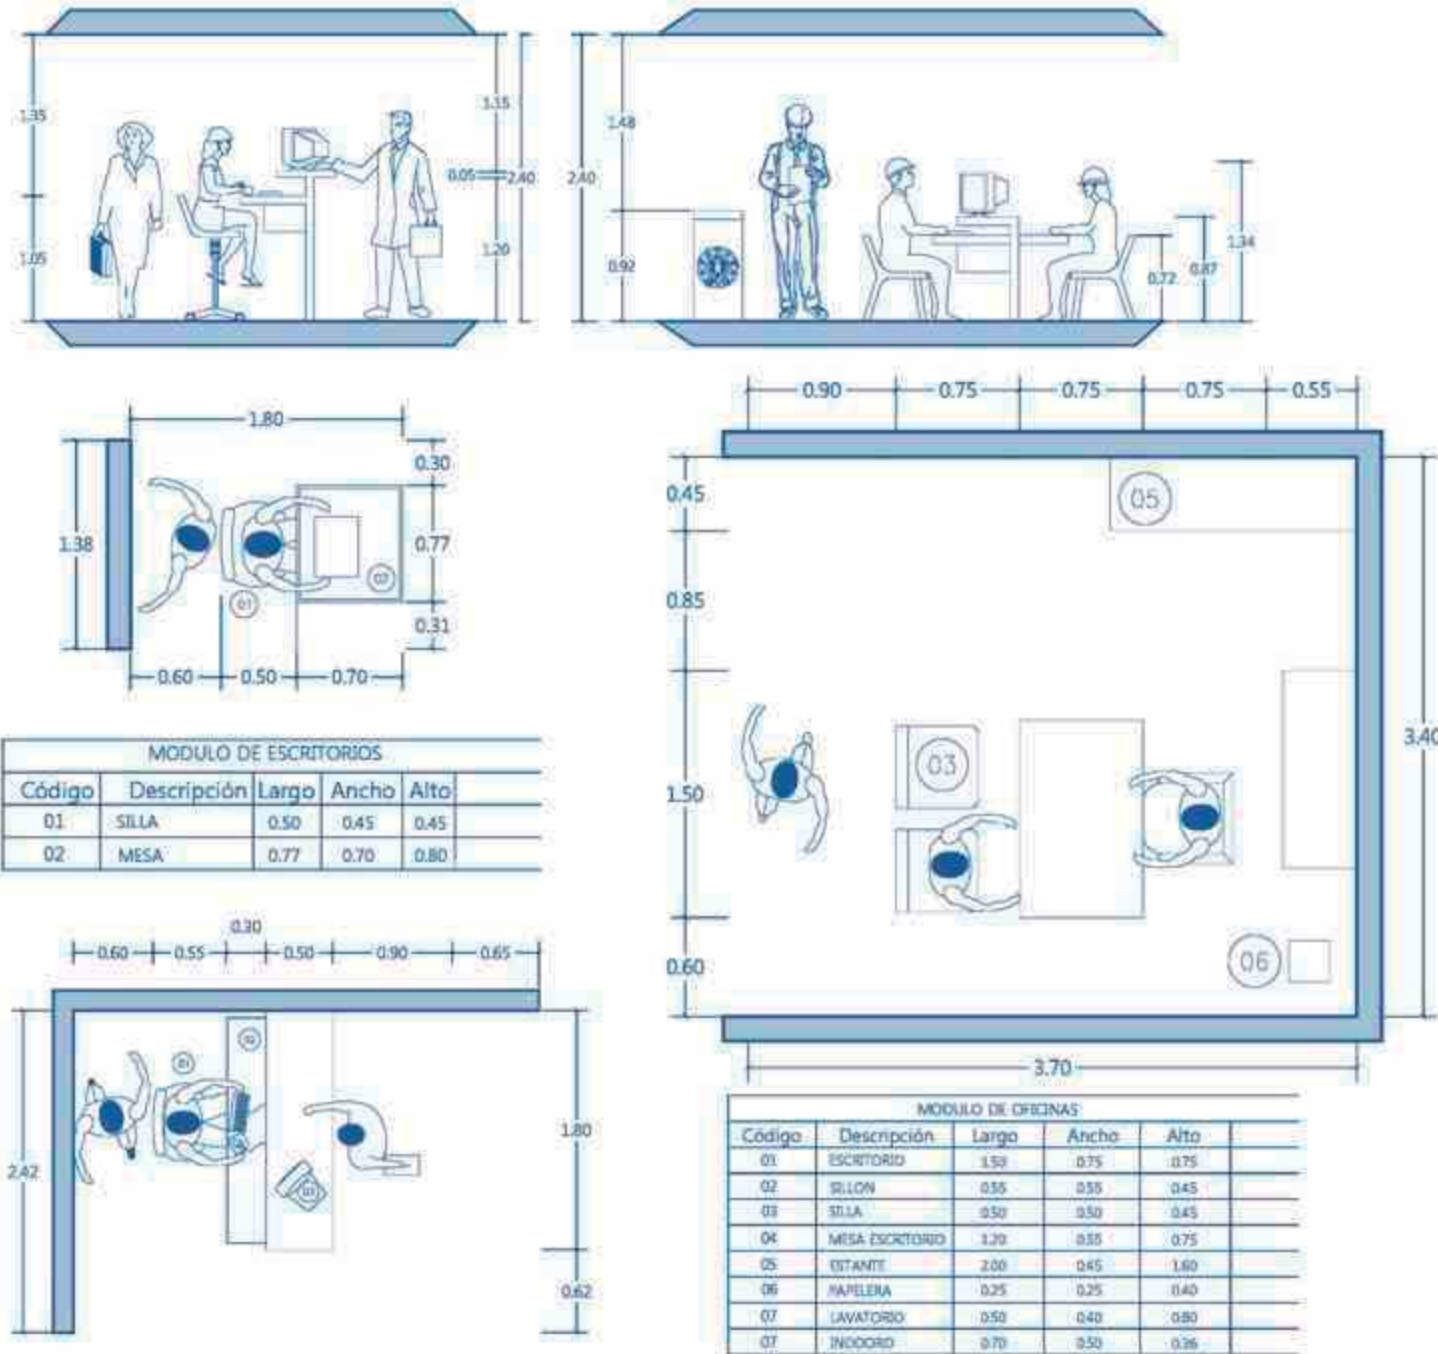 1.35
1.05
1.15
0.05
2.40
1.20
2.40
1.48
0.92
0.72
0.87
1.34
1.80
0.30
1.38
0.77
01
02
0.31
0.60 0.50 0.70
0.90 0.75 0.75 0.75 0.55
0.45
05
0.85
3.40
03
1.50
06
0.60
3.70
MODULO DE ESCRITORIOS
Código Descripción Largo Ancho Alto
01 SILLA 0.50 0.45 0.45
02 MESA 0.77 0.70 0.80
0.30
0.60 0.55 0.50 0.90 0.65
02
01
1.80
2.42
03
0.62
MODULO DE OFICINAS
Código Descripción Largo Ancho Alto
01 ESCRITORIO 1.50 0.75 0.75
02 SILLON 0.55 0.55 0.45
03 SILLA 0.50 0.50 0.45
04 MESA ESCRITORIO 1.20 0.55 0.75
05 ESTANTE 2.00 0.45 1.60
06 PAPELERA 0.25 0.25 0.40
07 LAVATORIO 0.50 0.40 0.80
07 INODORO 0.70 0.50 0.36